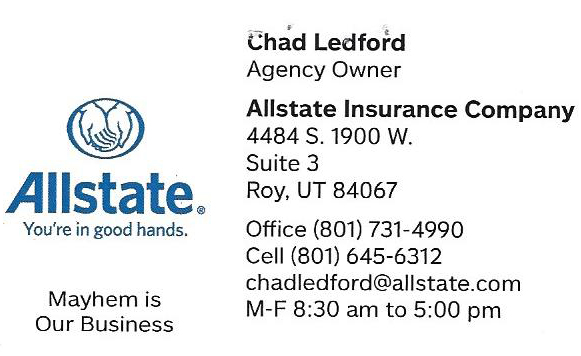 Chad Ledford
Agency Owner
Allstate Insurance Company
4484 S. 1900 W.
Suite 3
Roy, UT 84067
Office (801) 731-4990
Cell (801) 645-6312
chadledford@allstate.com
M-F 8:30 am to 5:00 pm
Allstate®
You're in good hands.
Mayhem is
Our Business